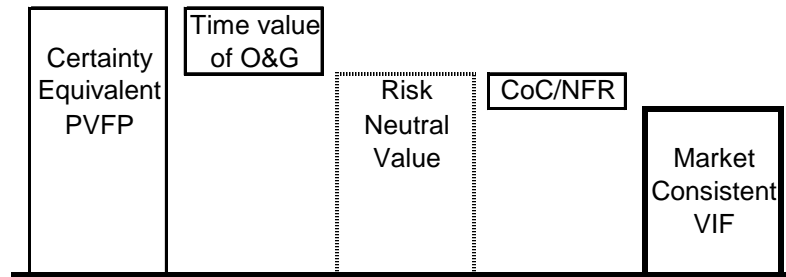 Certainty
Equivalent
PVFP
Time value
of O&G
Risk
Neutral
Value
CoC/NFR
Market
Consistent
VIF